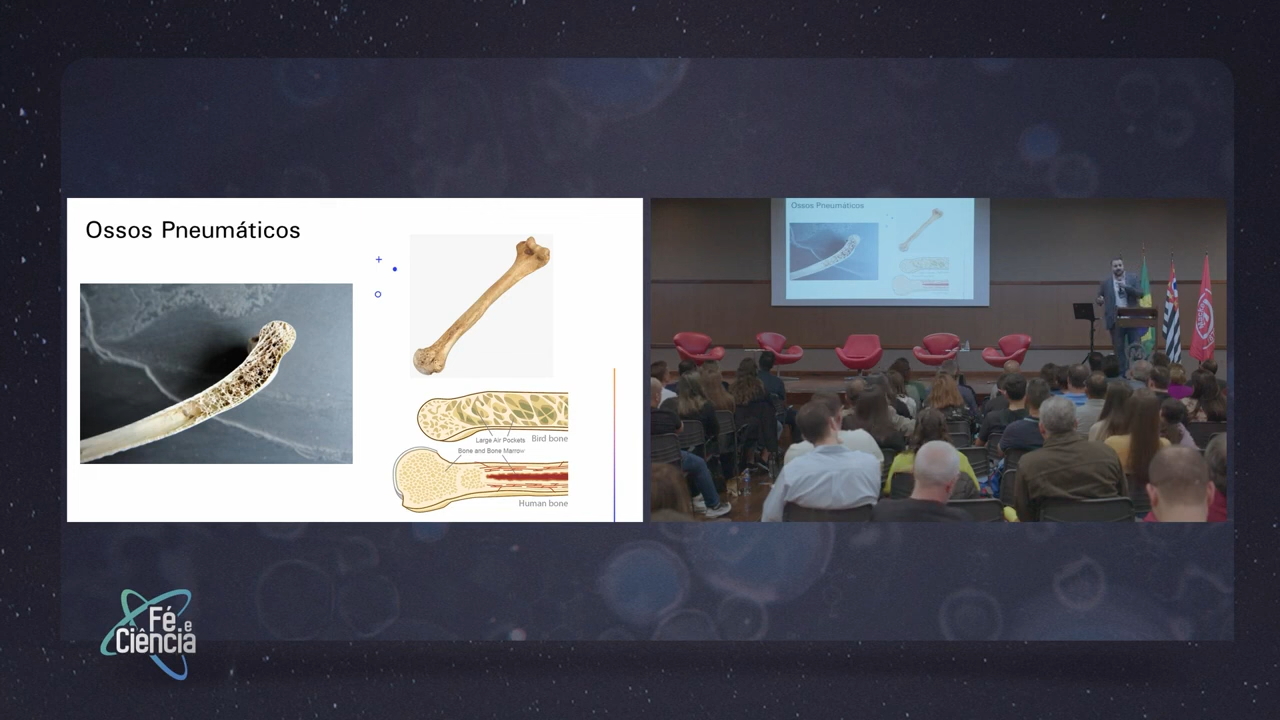 Ossos Pneumáticos
Large Air Pockets
Bird bone
Bone and Bone Marrow
Human bone
Ossos Pneumáticos
Fé e
Ciência